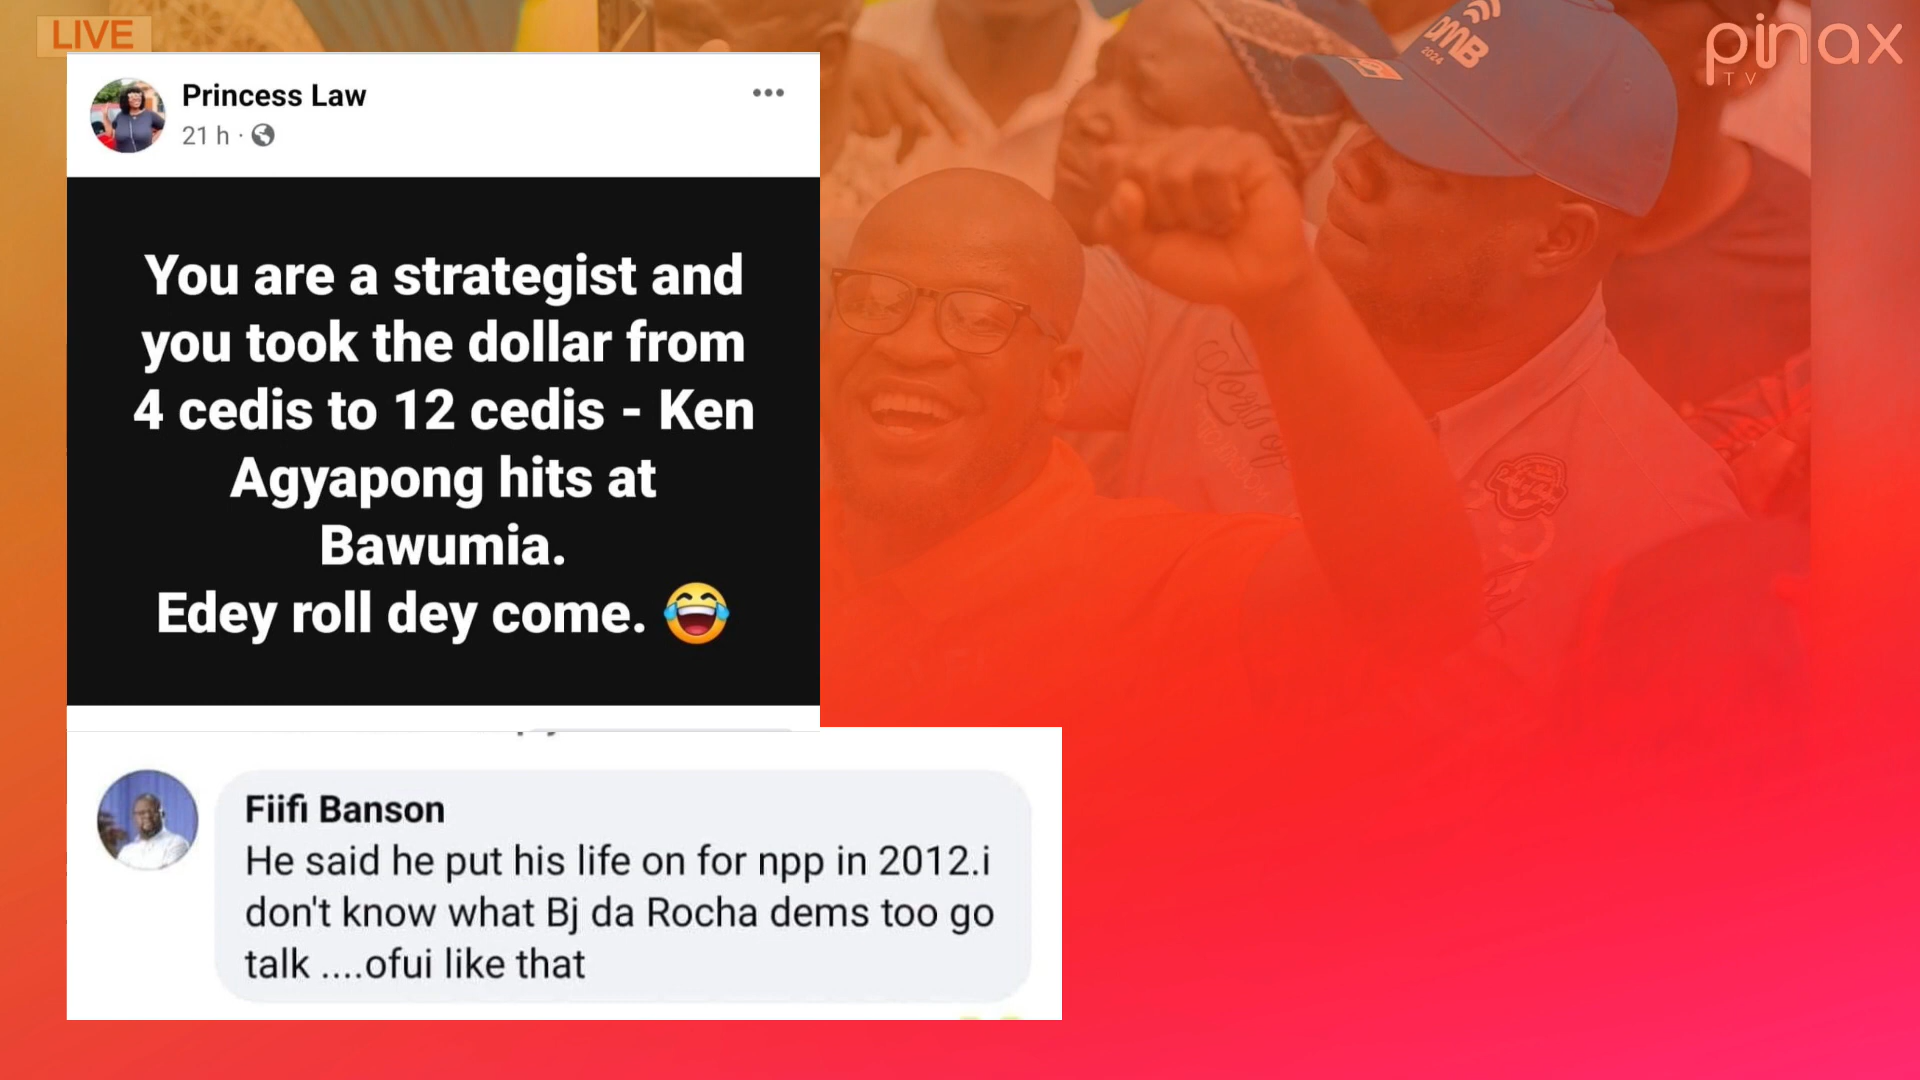 LIVE
pinax
TV
DMB
2024
Princess Law
21 h ·
You are a strategist and
you took the dollar from
4 cedis to 12 cedis - Ken
Agyapong hits at
Bawumia.
Edey roll dey come. 😂
Fiifi Banson
He said he put his life on for npp in 2012.i
don't know what Bj da Rocha dems too go
talk ....ofui like that